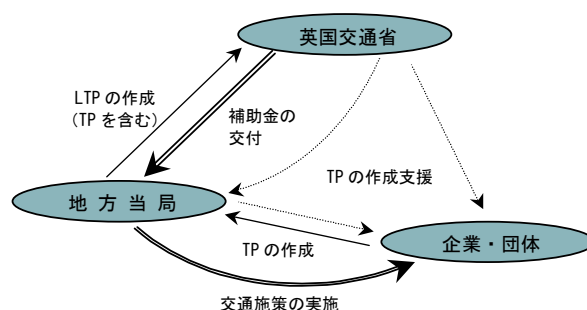 英国交通省
LTP の作成
（TP を含む）
補助金の
交付
TP の作成支援
地 方 当 局
TP の作成
企業・団体
交通施策の実施